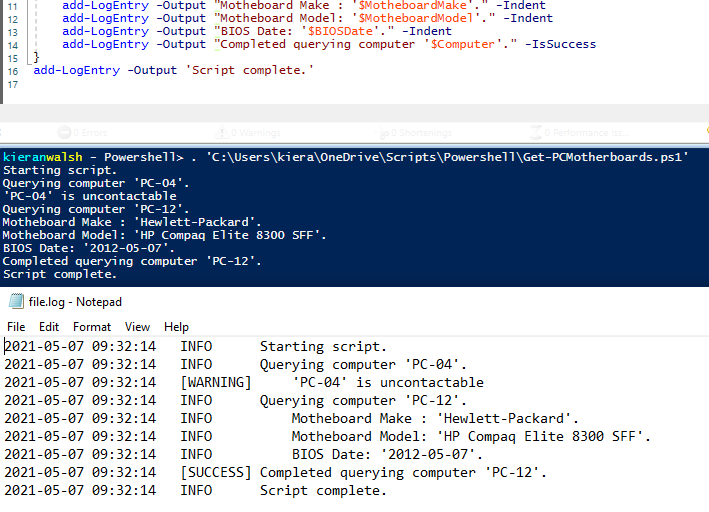 11 add-LogEntry -Output "Motheboard Make : '$MotheboardMake'." -Indent
12 add-LogEntry -Output "Motheboard Model: '$MotheboardModel'." -Indent
13 add-LogEntry -Output "BIOS Date: '$BIOSDate'." -Indent
14 add-LogEntry -Output "Completed querying computer '$Computer'." -IsSuccess
15 }
16 add-LogEntry -Output 'Script complete.'
17
0 Errors 0 Warnings 0 Shortenings 0 Performance Iss...
kieranwalsh - Powershell> . 'C:\Users\kiera\OneDrive\Scripts\Powershell\Get-PCMotherboards.ps1'
Starting script.
Querying computer 'PC-04'.
'PC-04' is uncontactable
Querying computer 'PC-12'.
Motheboard Make : 'Hewlett-Packard'.
Motheboard Model: 'HP Compaq Elite 8300 SFF'.
BIOS Date: '2012-05-07'.
Completed querying computer 'PC-12'.
Script complete.
file.log - Notepad
File Edit Format View Help
2021-05-07 09:32:14 INFO Starting script.
2021-05-07 09:32:14 INFO Querying computer 'PC-04'.
2021-05-07 09:32:14 [WARNING] 'PC-04' is uncontactable
2021-05-07 09:32:14 INFO Querying computer 'PC-12'.
2021-05-07 09:32:14 INFO Motheboard Make : 'Hewlett-Packard'.
2021-05-07 09:32:14 INFO Motheboard Model: 'HP Compaq Elite 8300 SFF'.
2021-05-07 09:32:14 INFO BIOS Date: '2012-05-07'.
2021-05-07 09:32:14 [SUCCESS] Completed querying computer 'PC-12'.
2021-05-07 09:32:14 INFO Script complete.